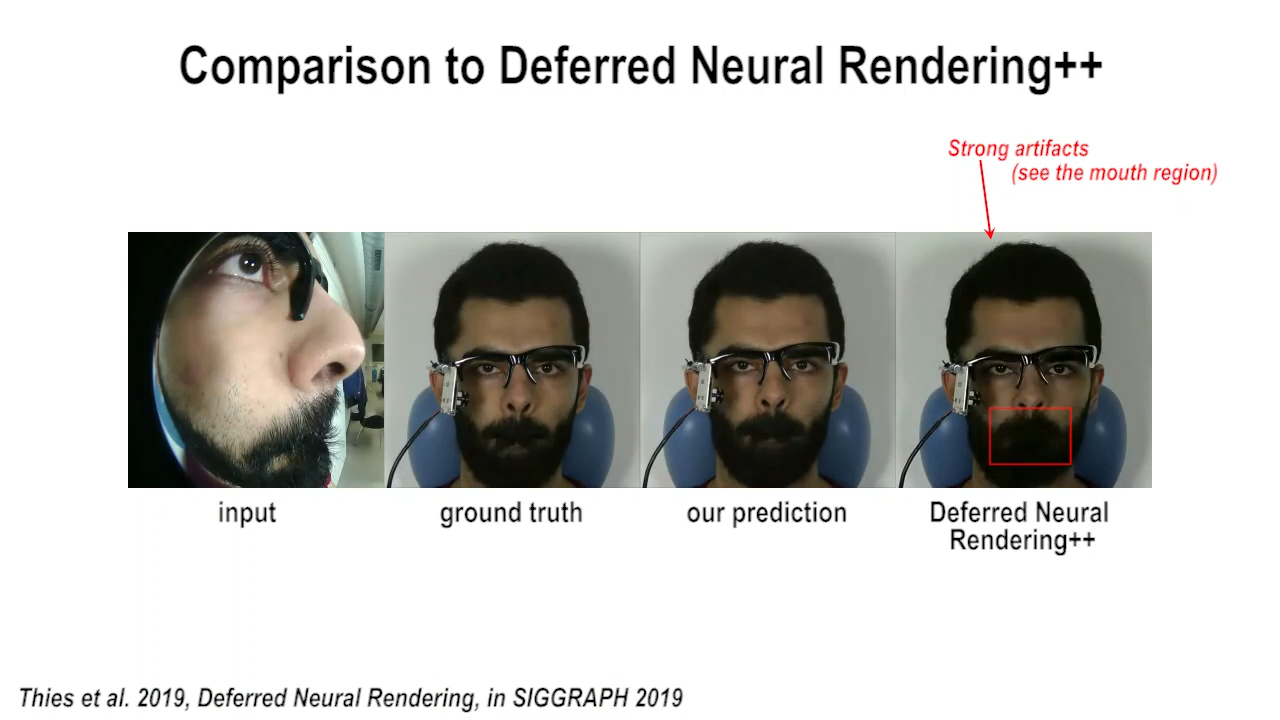 Comparison to Deferred Neural Rendering++
Strong artifacts
(see the mouth region)
input
ground truth
our prediction
Deferred Neural
Rendering++
Thies et al. 2019, Deferred Neural Rendering, in SIGGRAPH 2019